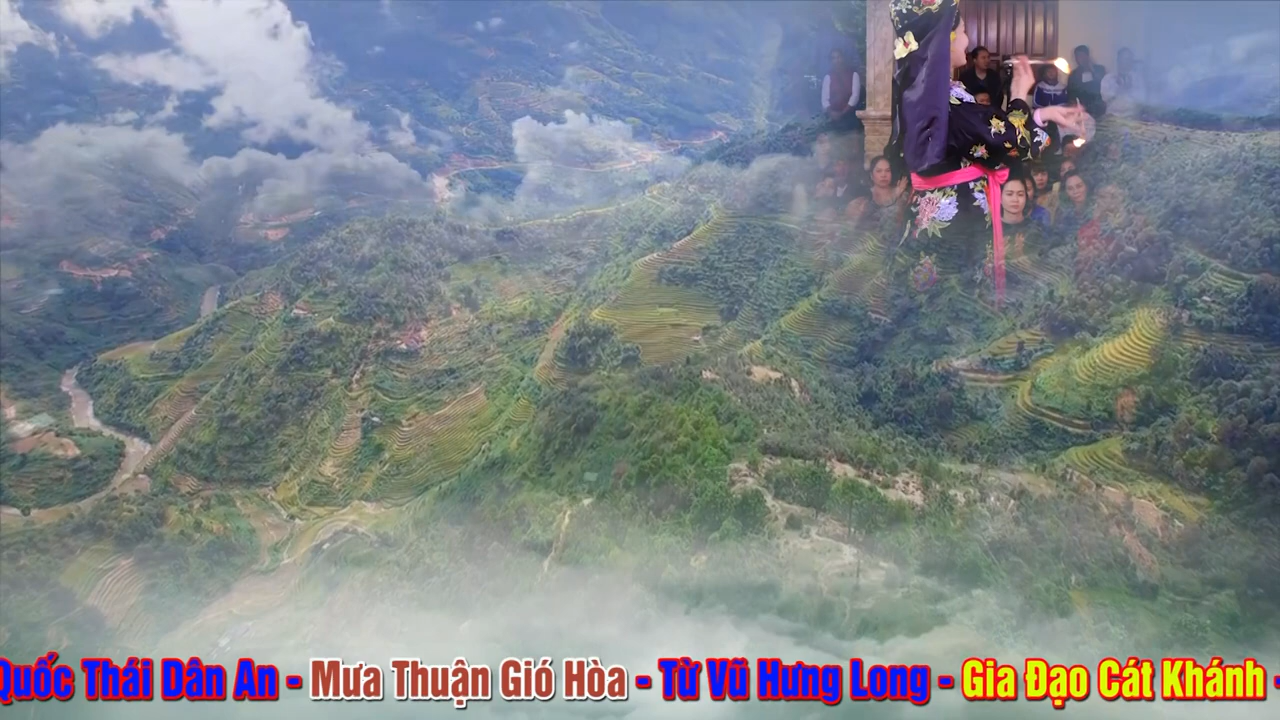 Quốc Thái Dân An - Mưa Thuận Gió Hòa - Từ Vũ Hưng Long - Gia Đạo Cát Khánh -